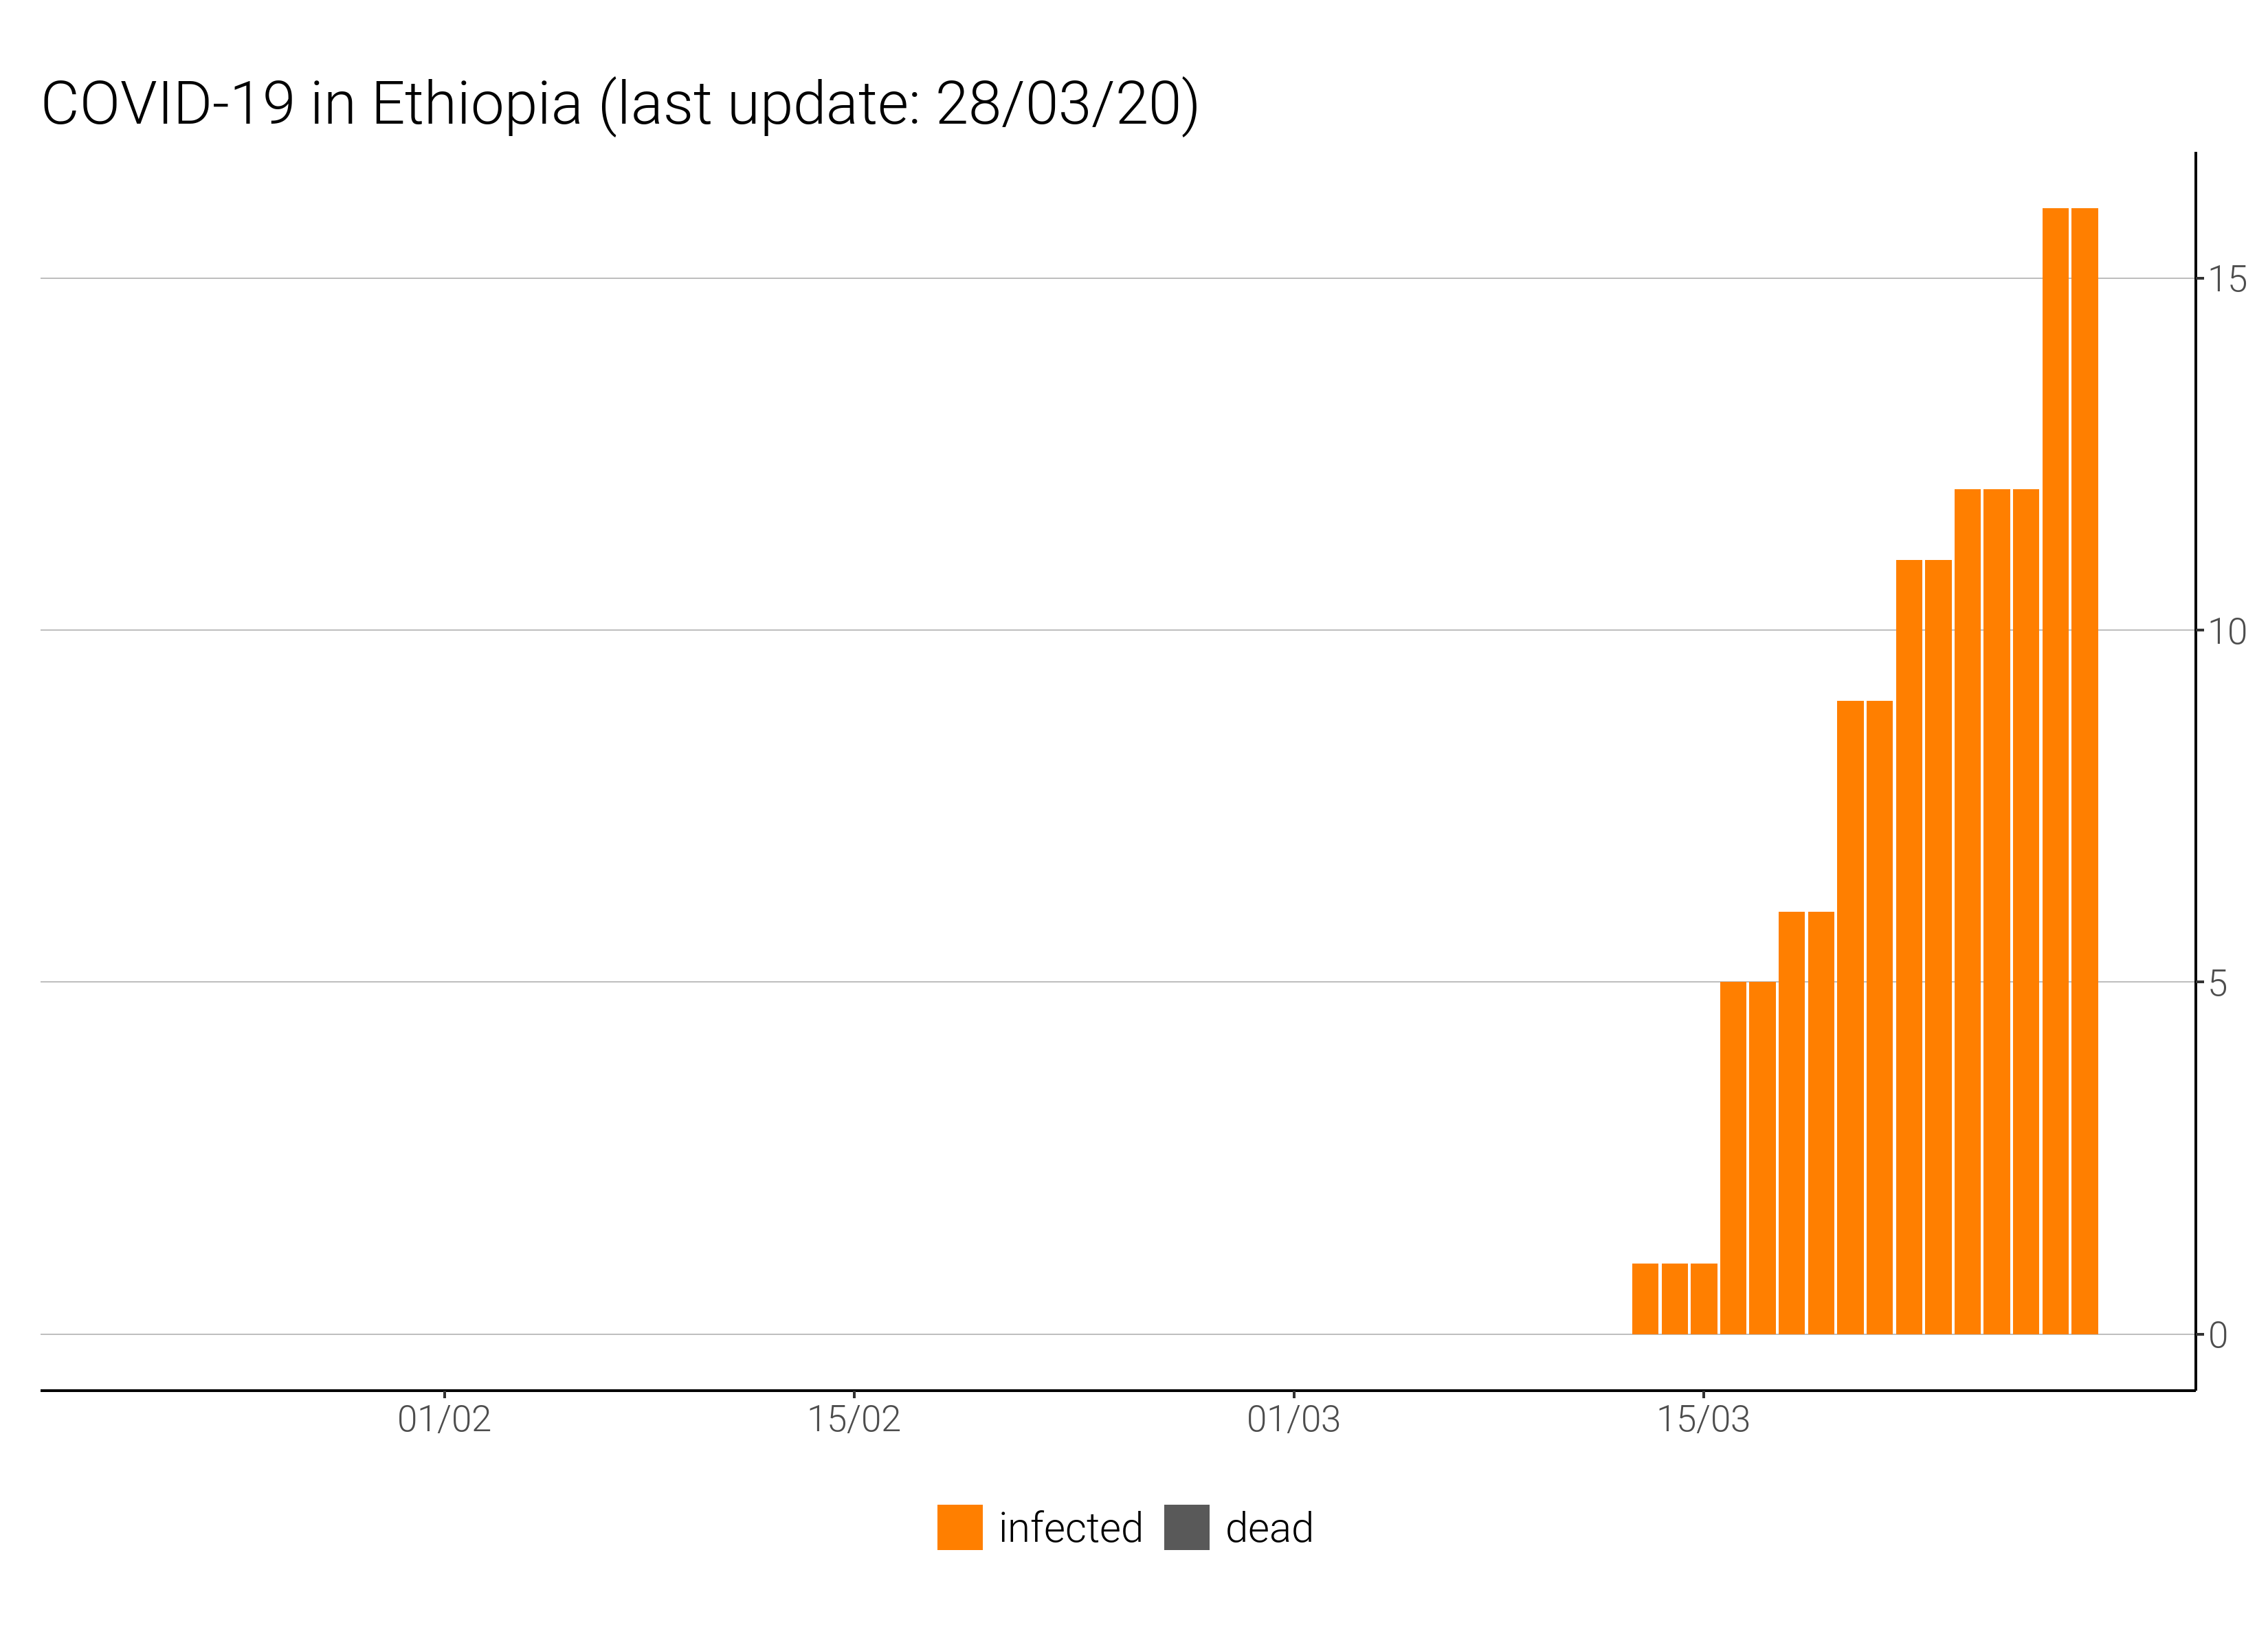 COVID-19 in Ethiopia (last update: 28/03/20)
15
10
5
0
01/02 15/02 01/03 15/03
infected dead